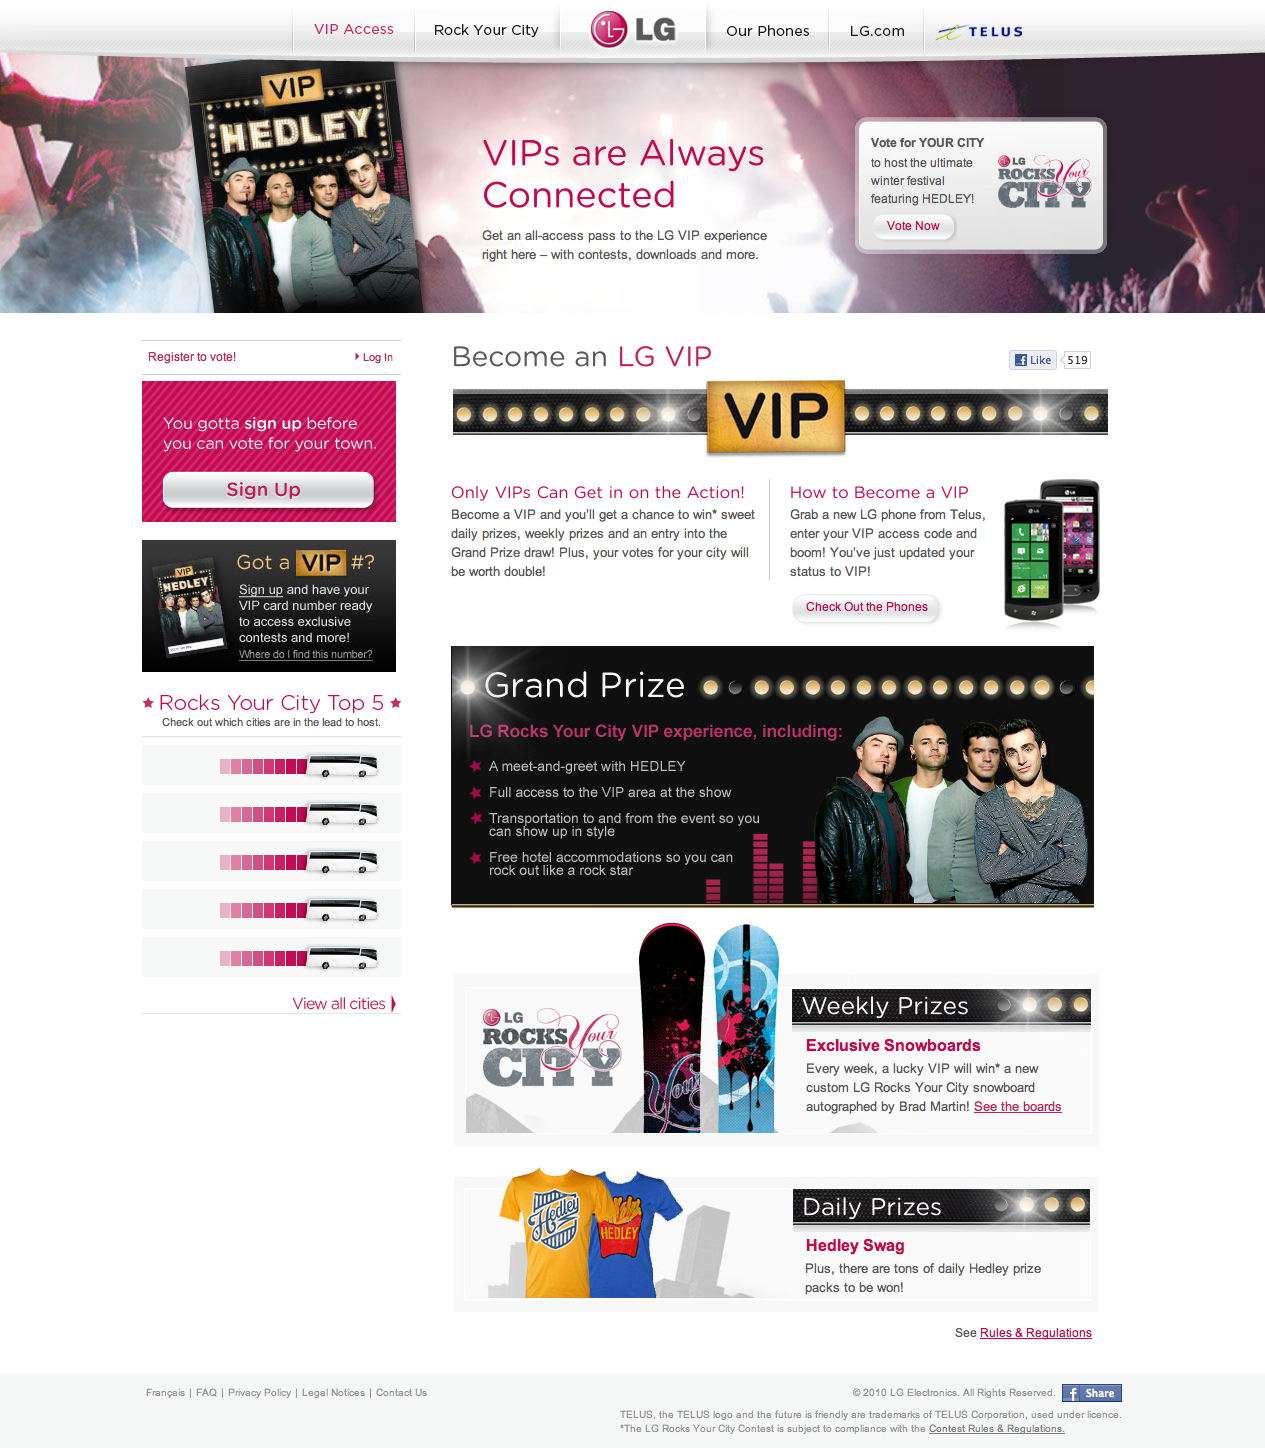 VIP Access
Rock Your City
LG
Our Phones
LG.com
TELUS
VIP
HEDLEY
VIPs are Always
Connected
Get an all-access pass to the LG VIP experience
right here – with contests, downloads and more.
Vote for YOUR CITY
to host the ultimate
winter festival
featuring HEDLEY!
Vote Now
LG
ROCKS Your
CITY
Register to vote!
Log In
You gotta sign up before
you can vote for your town.
Sign Up
VIP
HEDLEY
Got a VIP #?
Sign up and have your
VIP card number ready
to access exclusive
contests and more!
Where do I find this number?
Rocks Your City Top 5
Check out which cities are in the lead to host.
View all cities
Become an LG VIP
Like 519
VIP
Only VIPs Can Get in on the Action!
Become a VIP and you'll get a chance to win* sweet
daily prizes, weekly prizes and an entry into the
Grand Prize draw! Plus, your votes for your city will
be worth double!
How to Become a VIP
Grab a new LG phone from Telus,
enter your VIP access code and
boom! You've just updated your
status to VIP!
Check Out the Phones
Grand Prize
LG Rocks Your City VIP experience, including:
A meet-and-greet with HEDLEY
Full access to the VIP area at the show
Transportation to and from the event so you
can show up in style
Free hotel accommodations so you can
rock out like a rock star
LG
ROCKS Your
CITY
Your
Weekly Prizes
Exclusive Snowboards
Every week, a lucky VIP will win* a new
custom LG Rocks Your City snowboard
autographed by Brad Martin! See the boards
Hedley
HEDLEY
Daily Prizes
Hedley Swag
Plus, there are tons of daily Hedley prize
packs to be won!
See Rules & Regulations
Français | FAQ | Privacy Policy | Legal Notices | Contact Us
© 2010 LG Electronics. All Rights Reserved.
Share
TELUS, the TELUS logo and the future is friendly are trademarks of TELUS Corporation, used under licence.
*The LG Rocks Your City Contest is subject to compliance with the Contest Rules & Regulations.